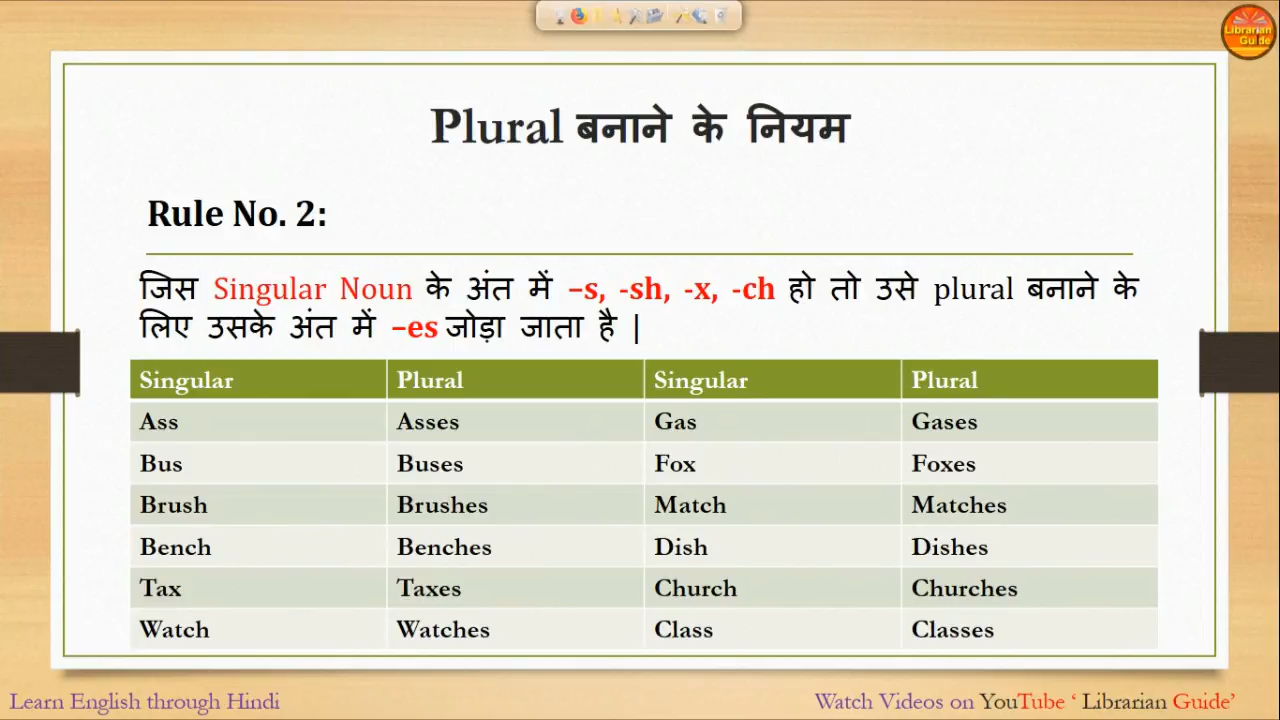 Librarian
Guide
Plural बनाने के नियम
Rule No. 2:
जिस Singular Noun के अंत में –s, -sh, -x, -ch हो तो उसे plural बनाने के
लिए उसके अंत में –es जोड़ा जाता है |
Singular Plural Singular Plural
Ass Asses Gas Gases
Bus Buses Fox Foxes
Brush Brushes Match Matches
Bench Benches Dish Dishes
Tax Taxes Church Churches
Watch Watches Class Classes
Learn English through Hindi
Watch Videos on YouTube ‘ Librarian Guide’